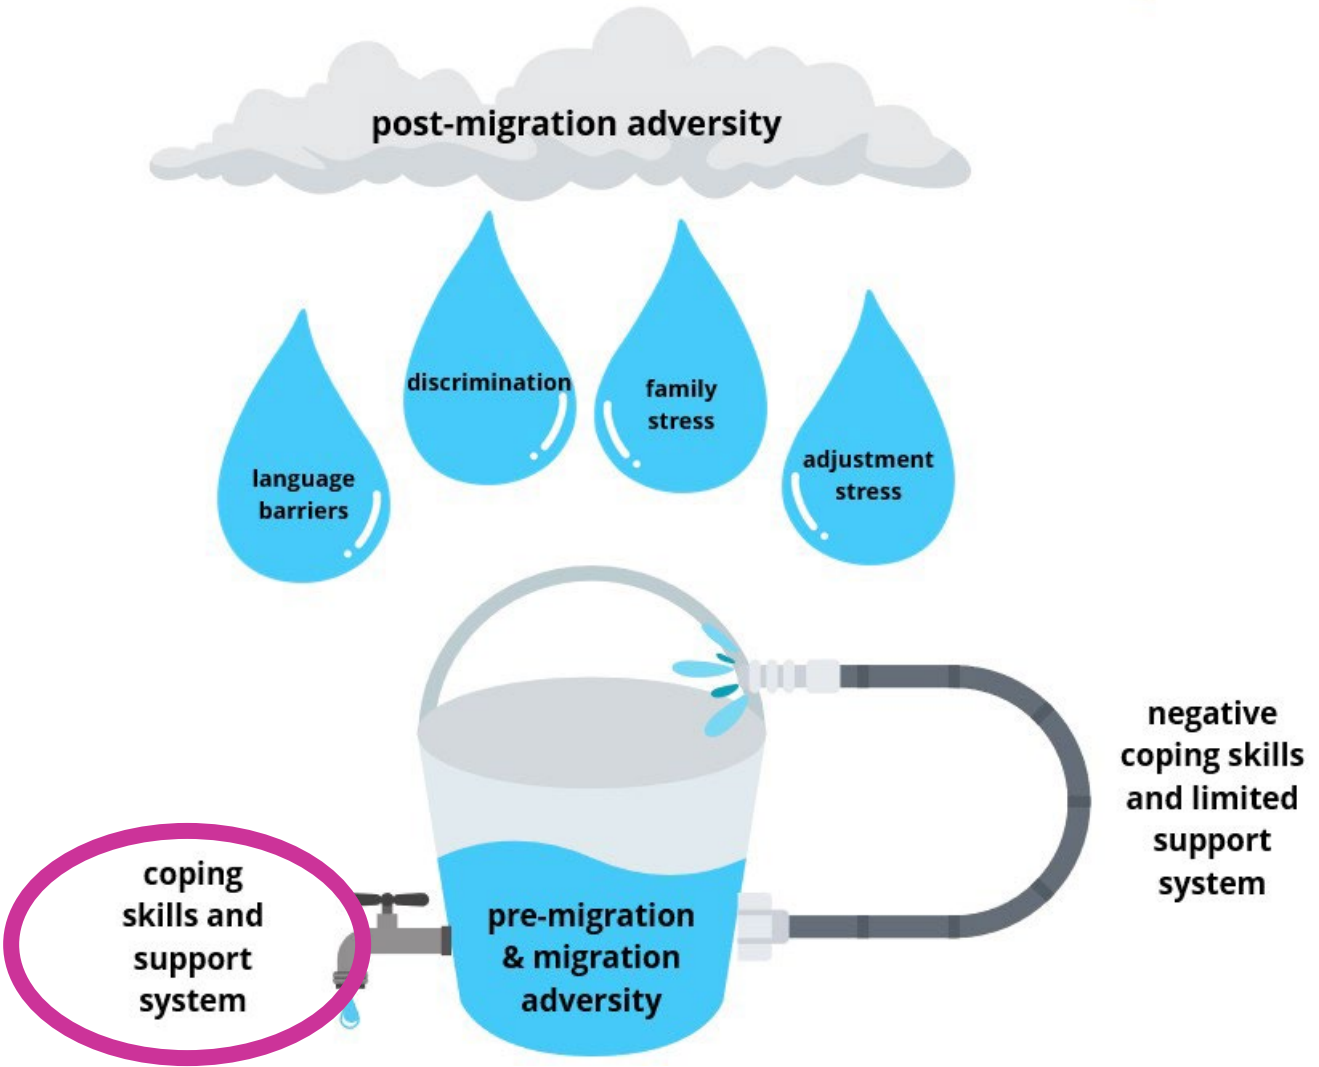 post-migration adversity
discrimination
family
stress
adjustment
stress
language
barriers
negative
coping skills
and limited
support
system
coping
skills and
support
system
pre-migration
& migration
adversity